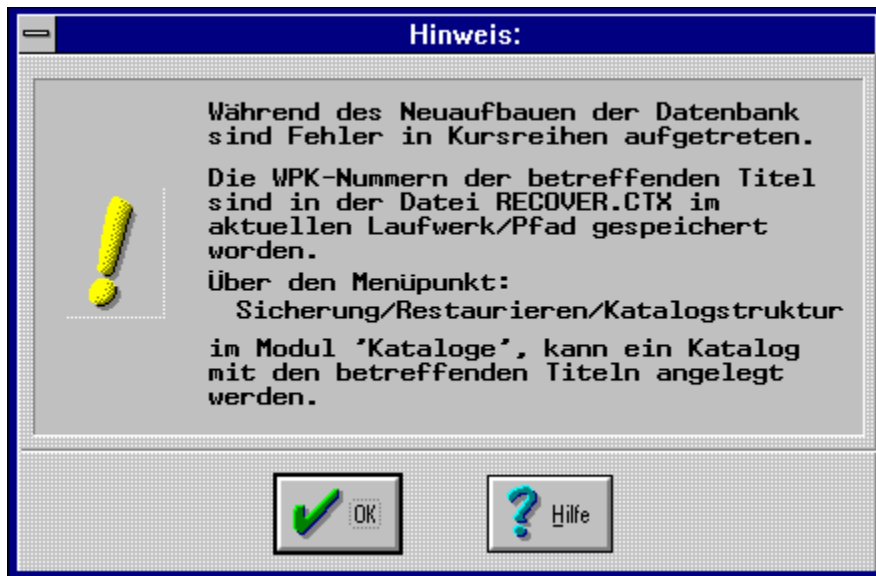 Hinweis:
Während des Neuaufbauen der Datenbank
sind Fehler in Kursreihen aufgetreten.
Die WPK-Nummern der betreffenden Titel
sind in der Datei RECOVER.CTX im
aktuellen Laufwerk/Pfad gespeichert
worden.
Über den Menüpunkt:
Sicherung/Restaurieren/Katalogstruktur
im Modul 'Kataloge', kann ein Katalog
mit den betreffenden Titeln angelegt
werden.
OK
Hilfe